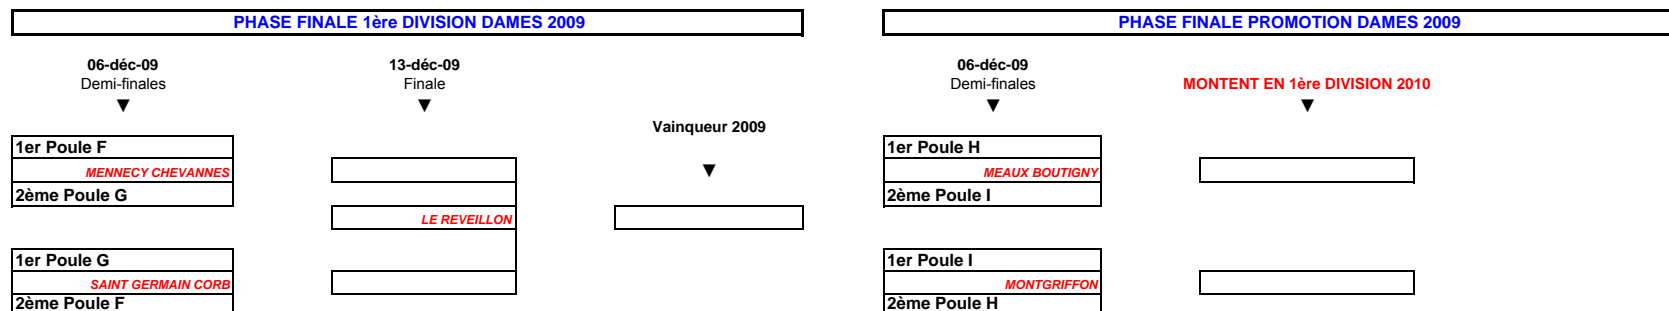 PHASE FINALE 1ère DIVISION DAMES 2009
06-déc-09
Demi-finales
▼
13-déc-09
Finale
▼
Vainqueur 2009
▼
1er Poule F
MENNECY CHEVANNES
2ème Poule G
LE REVEILLON
1er Poule G
SAINT GERMAIN CORB
2ème Poule F
PHASE FINALE PROMOTION DAMES 2009
06-déc-09
Demi-finales
▼
MONTENT EN 1ère DIVISION 2010
▼
1er Poule H
MEAUX BOUTIGNY
2ème Poule I
1er Poule I
MONTGRIFFON
2ème Poule H